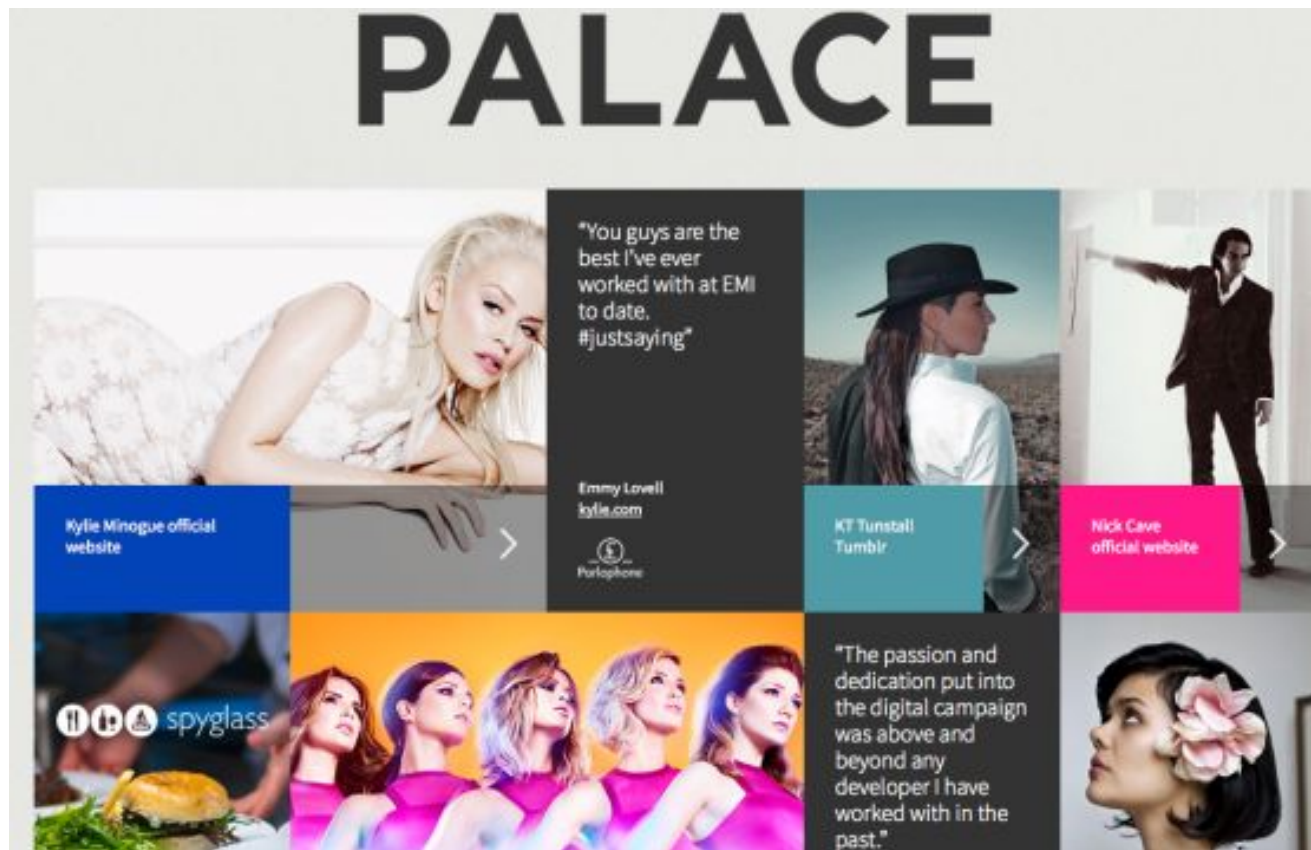 PALACE
“You guys are the
best I’ve ever
worked with at EMI
to date.
#justsaying”
Emmy Lovell
kylie.com
£
Parlophone
Kylie Minogue official
website
KT Tunstall
Tumblr
Nick Cave
official website
spyglass
“The passion and
dedication put into
the digital campaign
was above and
beyond any
developer I have
worked with in the
past.”